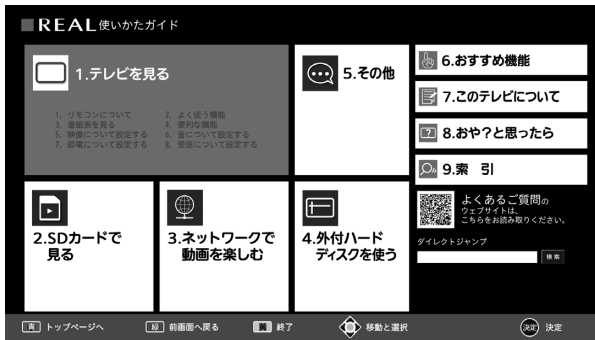 REAL 使いかたガイド
1.テレビを見る
1. リモコンについて 2. よく使う機能
3. 番組表を見る 4. 便利な機能
5. 映像について設定する 6. 音について設定する
7. 節電について設定する 8. 受信について設定する
5.その他
6.おすすめ機能
7.このテレビについて
8.おや?と思ったら
9.索 引
2.SDカードで
見る
3.ネットワークで
動画を楽しむ
4.外付ハード
ディスクを使う
よくあるご質問の
ウェブサイトは、
こちらをお読み取りください。
ダイレクトジャンプ
検索
青 トップページへ 緑 前画面へ戻る 黄 終了 移動と選択 決定 決定